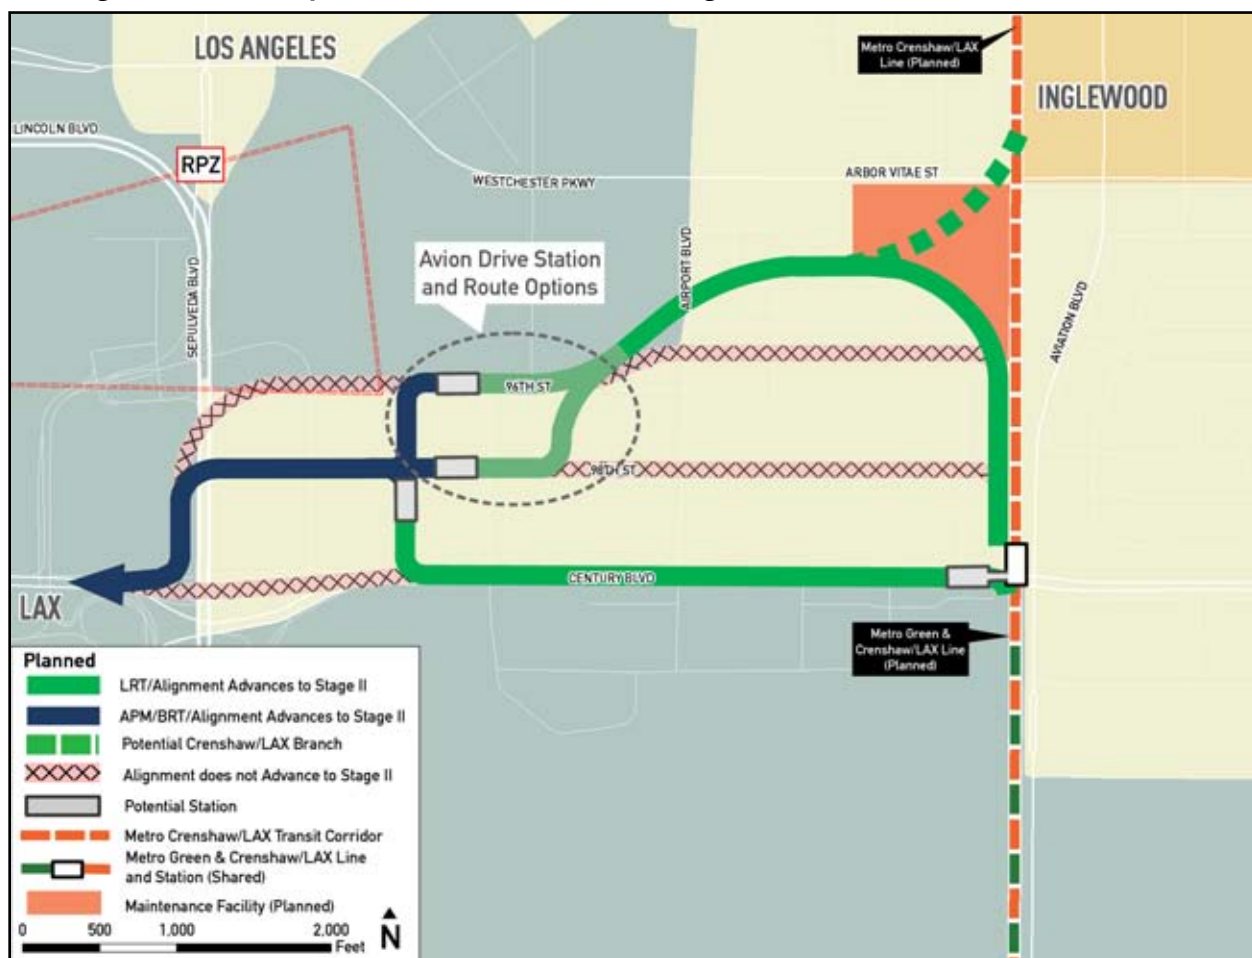 LOS ANGELES
Metro Crenshaw/LAX
Line (Planned)
INGLEWOOD
LINCOLN BLVD
RPZ
WESTCHESTER PKWY
ARBOR VITAE ST
Avion Drive Station
and Route Options
AIRPORT BLVD
SEPULVEDA BLVD
AVIATION BLVD
96TH ST
98TH ST
CENTURY BLVD
LAX
Metro Green &
Crenshaw/LAX Line
(Planned)
Planned
LRT/Alignment Advances to Stage II
APM/BRT/Alignment Advances to Stage II
Potential Crenshaw/LAX Branch
Alignment does not Advance to Stage II
Potential Station
Metro Crenshaw/LAX Transit Corridor
Metro Green & Crenshaw/LAX Line
and Station (Shared)
Maintenance Facility (Planned)
0 500 1,000 2,000
Feet
N